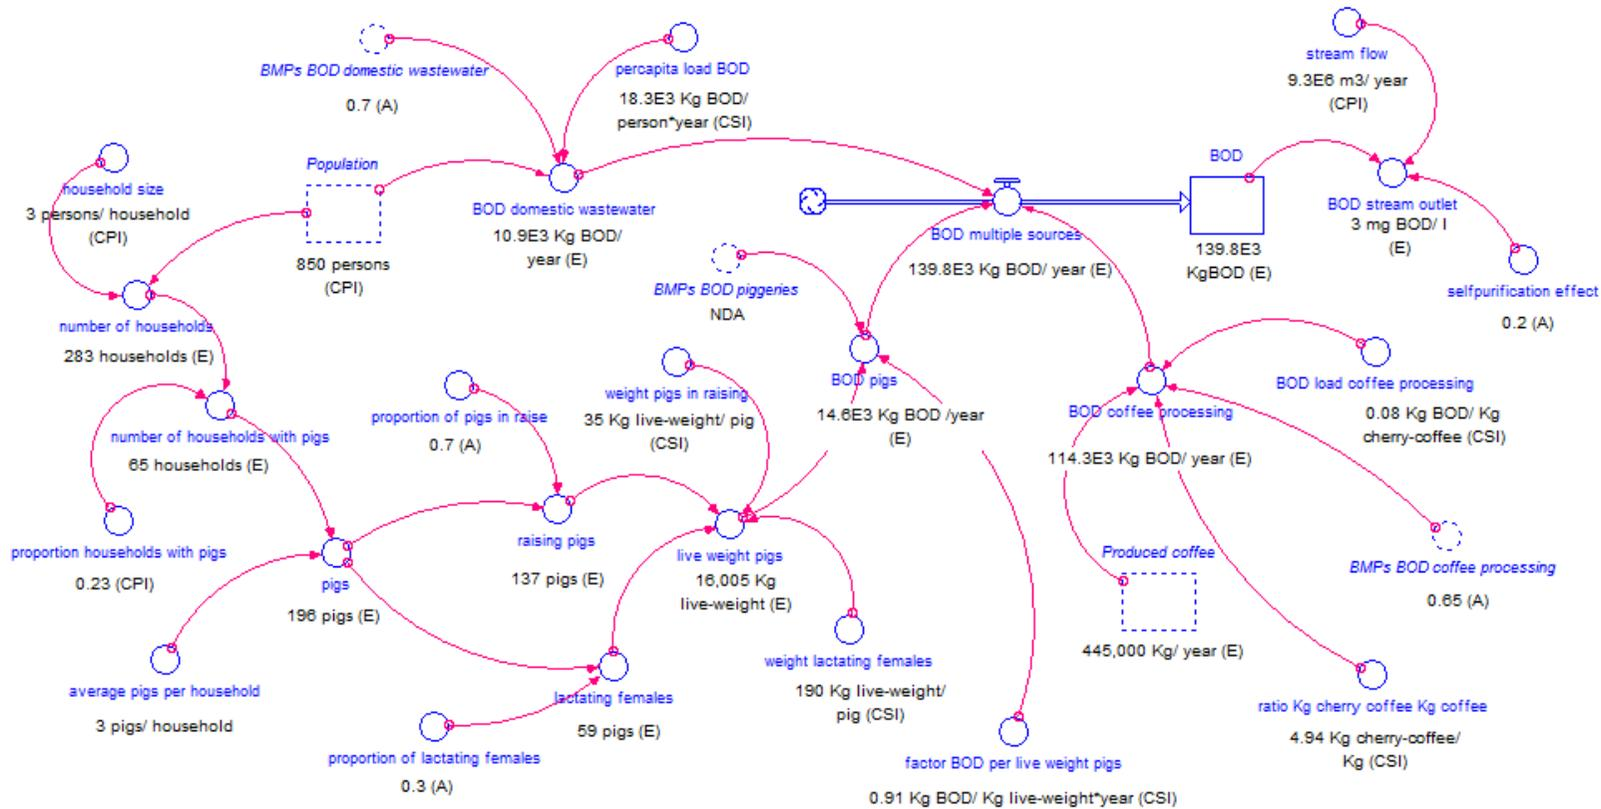 stream flow
9.3E6 m3/ year
(CPI)
BMPs BOD domestic wastewater
0.7 (A)
percapita load BOD
18.3E3 Kg BOD/
person*year (CSI)
household size
3 persons/ household
(CPI)
Population
850 persons
(CPI)
BOD domestic wastewater
10.9E3 Kg BOD/
year (E)
BOD multiple sources
139.8E3 Kg BOD/ year (E)
BOD
139.8E3
KgBOD (E)
BOD stream outlet
3 mg BOD/ l
(E)
selfpurification effect
0.2 (A)
number of households
283 households (E)
BMPs BOD piggeries
NDA
BOD pigs
14.6E3 Kg BOD /year
(E)
BOD load coffee processing
0.08 Kg BOD/ Kg
cherry-coffee (CSI)
BOD coffee processing
114.3E3 Kg BOD/ year (E)
number of households with pigs
65 households (E)
proportion of pigs in raise
0.7 (A)
weight pigs in raising
35 Kg live-weight/ pig
(CSI)
proportion households with pigs
0.23 (CPI)
pigs
196 pigs (E)
raising pigs
137 pigs (E)
live weight pigs
16,005 Kg
live-weight (E)
Produced coffee
445,000 Kg/ year (E)
BMPs BOD coffee processing
0.65 (A)
average pigs per household
3 pigs/ household
lactating females
59 pigs (E)
weight lactating females
190 Kg live-weight/
pig (CSI)
ratio Kg cherry coffee Kg coffee
4.94 Kg cherry-coffee/
Kg (CSI)
proportion of lactating females
0.3 (A)
factor BOD per live weight pigs
0.91 Kg BOD/ Kg live-weight*year (CSI)